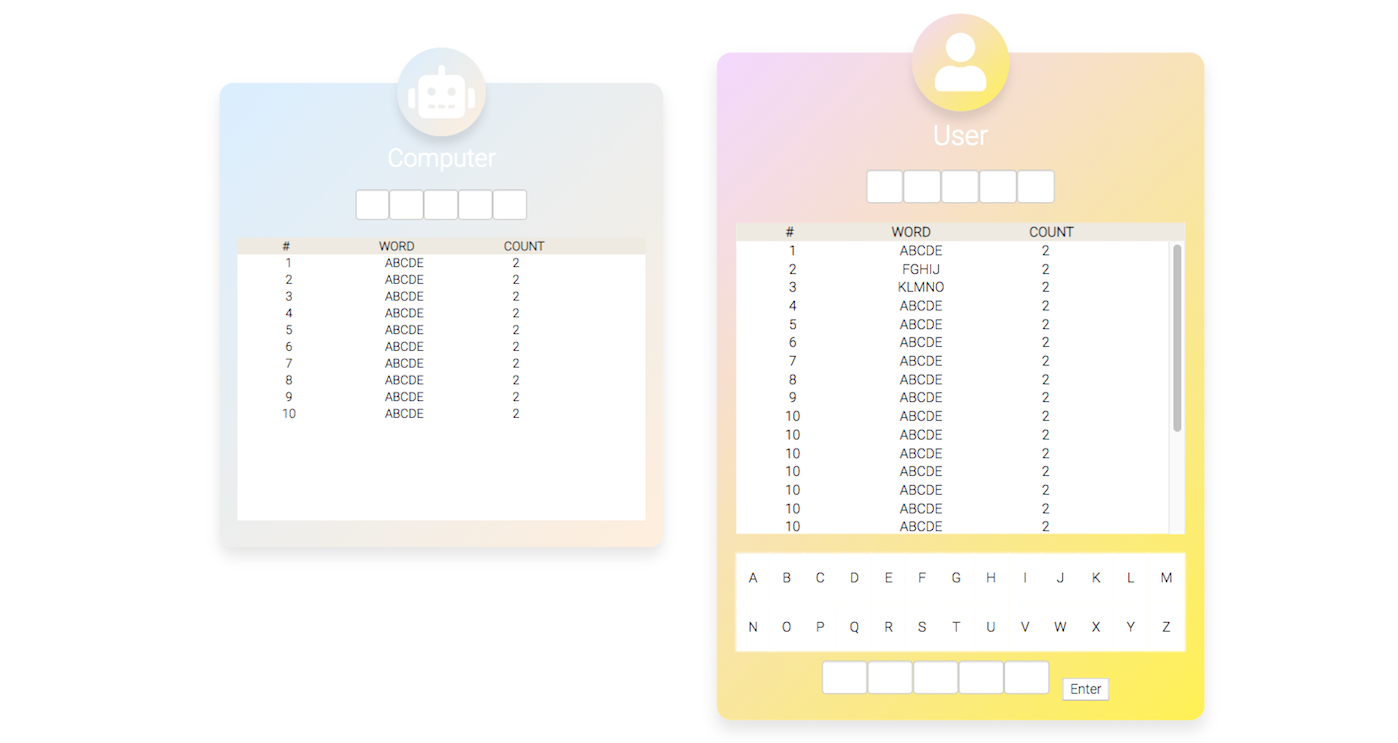 Computer
# WORD COUNT
1 ABCDE 2
2 ABCDE 2
3 ABCDE 2
4 ABCDE 2
5 ABCDE 2
6 ABCDE 2
7 ABCDE 2
8 ABCDE 2
9 ABCDE 2
10 ABCDE 2
User
# WORD COUNT
1 ABCDE 2
2 FGHIJ 2
3 KLMNO 2
4 ABCDE 2
5 ABCDE 2
6 ABCDE 2
7 ABCDE 2
8 ABCDE 2
9 ABCDE 2
10 ABCDE 2
10 ABCDE 2
10 ABCDE 2
10 ABCDE 2
10 ABCDE 2
10 ABCDE 2
10 ABCDE 2
A B C D E F G H I J K L M
N O P Q R S T U V W X Y Z
Enter